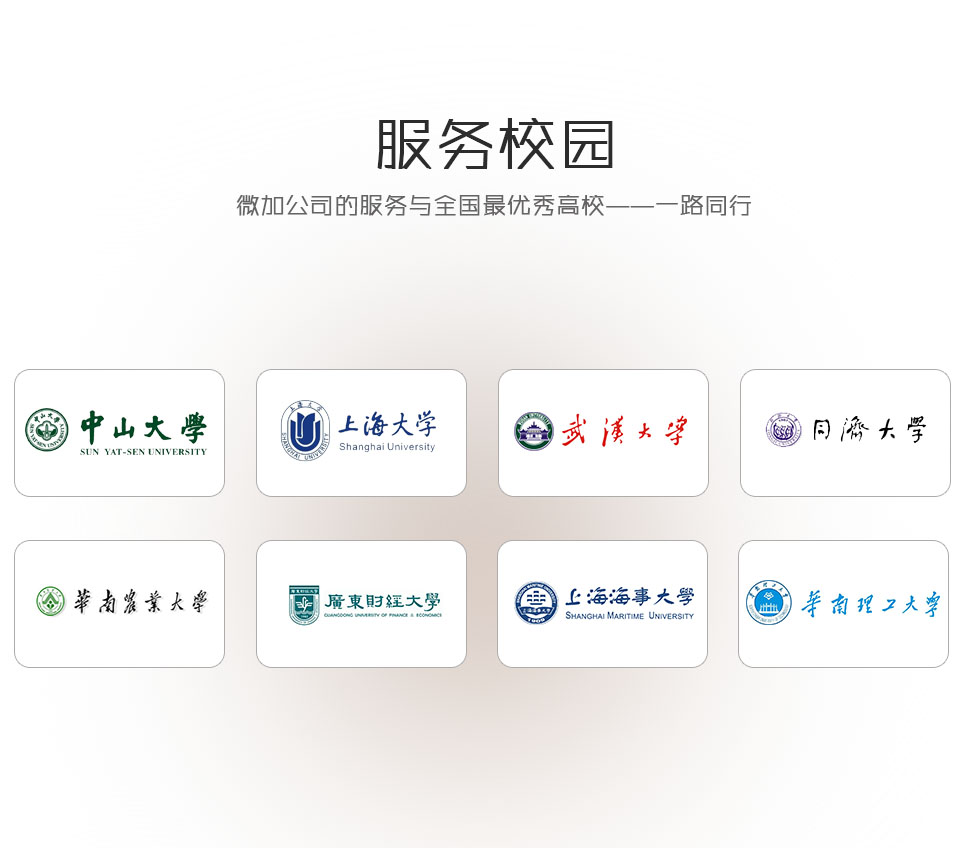 服务校园
微加公司的服务与全国最优秀高校——一路同行
中山大學
SUN YAT-SEN UNIVERSITY
上海大学
Shanghai University
武漢大学
同濟大學
華南農業大學
廣東財經大學
GUANGDONG UNIVERSITY OF FINANCE & ECONOMICS
上海海事大學
SHANGHAI MARITIME UNIVERSITY
1909
華南理工大学